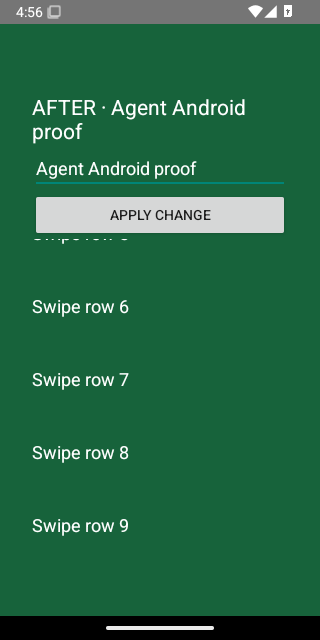 4:56
AFTER · Agent Android
proof
Agent Android proof
APPLY CHANGE
Swipe row 6
Swipe row 7
Swipe row 8
Swipe row 9